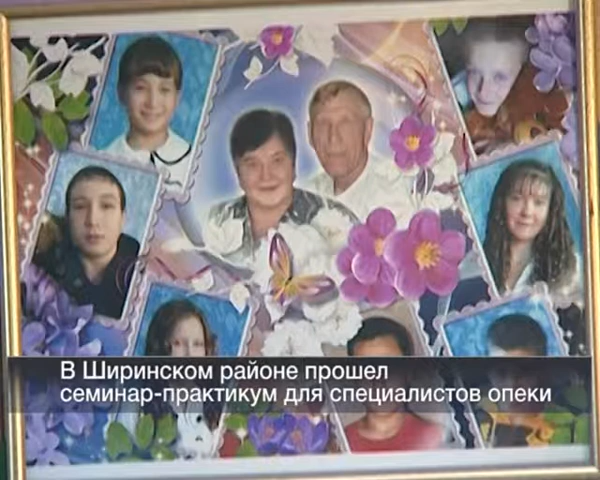 В Ширинском районе прошел
семинар-практикум для специалистов опеки